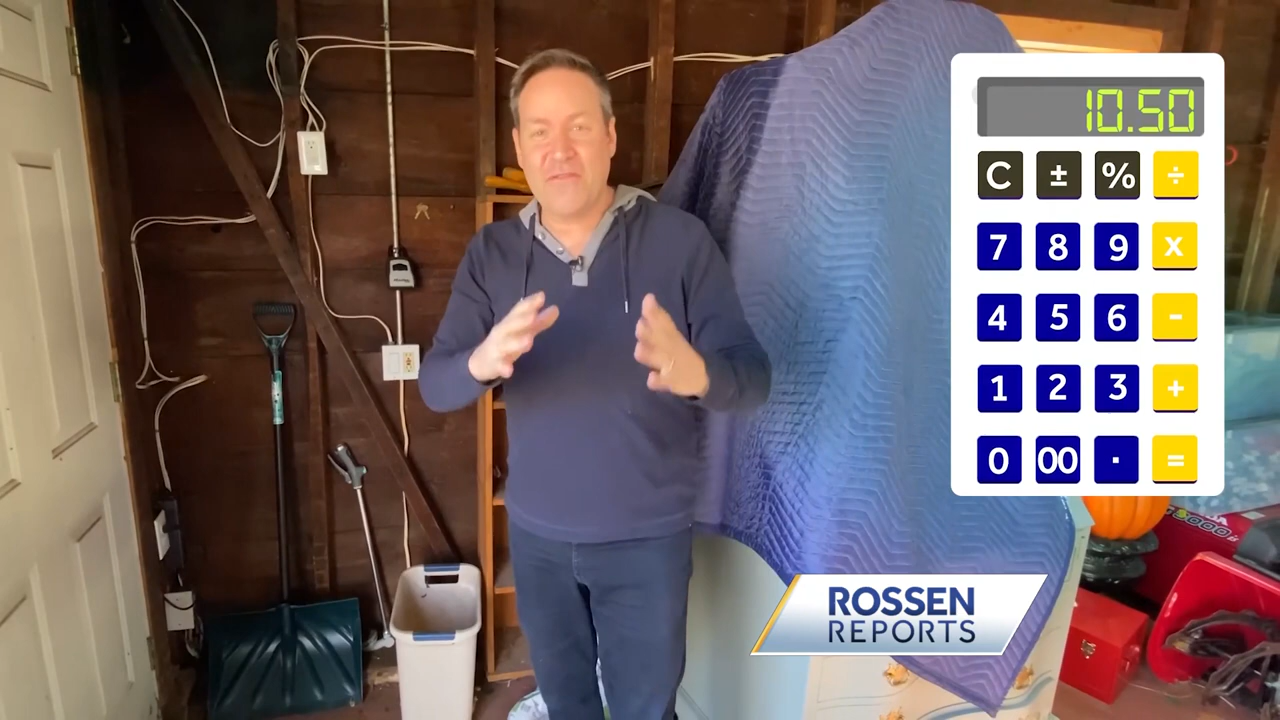 10.50
C ± % ÷
7 8 9 x
4 5 6 -
1 2 3 +
0 00 . =
ROSSEN
REPORTS